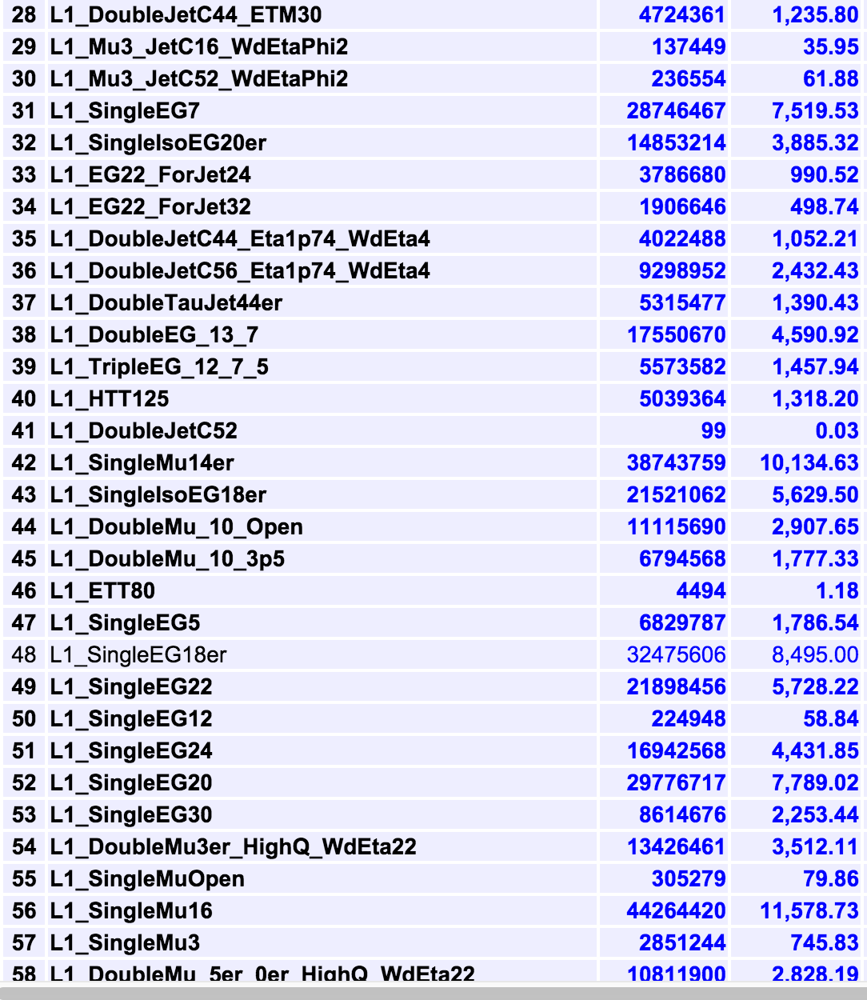 28 L1_DoubleJetC44_ETM30 4724361 1,235.80
29 L1_Mu3_JetC16_WdEtaPhi2 137449 35.95
30 L1_Mu3_JetC52_WdEtaPhi2 236554 61.88
31 L1_SingleEG7 28746467 7,519.53
32 L1_SingleIsoEG20er 14853214 3,885.32
33 L1_EG22_ForJet24 3786680 990.52
34 L1_EG22_ForJet32 1906646 498.74
35 L1_DoubleJetC44_Eta1p74_WdEta4 4022488 1,052.21
36 L1_DoubleJetC56_Eta1p74_WdEta4 9298952 2,432.43
37 L1_DoubleTauJet44er 5315477 1,390.43
38 L1_DoubleEG_13_7 17550670 4,590.92
39 L1_TripleEG_12_7_5 5573582 1,457.94
40 L1_HTT125 5039364 1,318.20
41 L1_DoubleJetC52 99 0.03
42 L1_SingleMu14er 38743759 10,134.63
43 L1_SingleIsoEG18er 21521062 5,629.50
44 L1_DoubleMu_10_Open 11115690 2,907.65
45 L1_DoubleMu_10_3p5 6794568 1,777.33
46 L1_ETT80 4494 1.18
47 L1_SingleEG5 6829787 1,786.54
48 L1_SingleEG18er 32475606 8,495.00
49 L1_SingleEG22 21898456 5,728.22
50 L1_SingleEG12 224948 58.84
51 L1_SingleEG24 16942568 4,431.85
52 L1_SingleEG20 29776717 7,789.02
53 L1_SingleEG30 8614676 2,253.44
54 L1_DoubleMu3er_HighQ_WdEta22 13426461 3,512.11
55 L1_SingleMuOpen 305279 79.86
56 L1_SingleMu16 44264420 11,578.73
57 L1_SingleMu3 2851244 745.83
58 L1_DoubleMu_5er_0er_HighQ_WdEta22 10811900 2,828.19